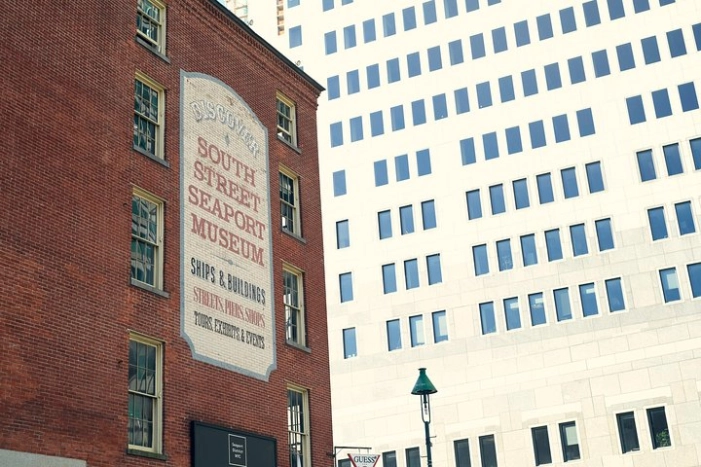 DISCOVER
SOUTH
STREET
SEAPORT
MUSEUM
SHIPS & BUILDINGS
STREETS, PIERS, SHOPS
TOURS, EXHIBITS & EVENTS
GUESS